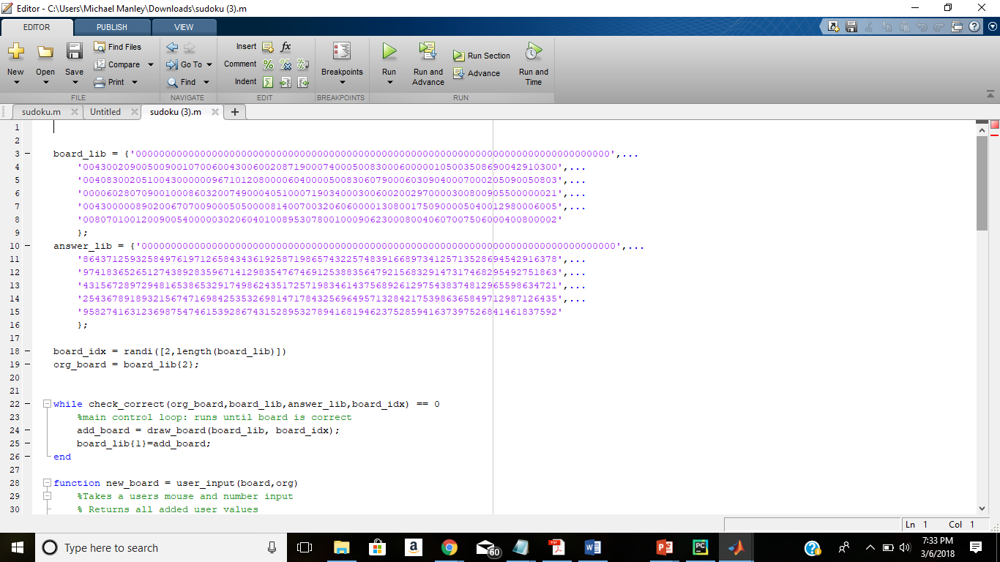 Editor - C:\Users\Michael Manley\Downloads\sudoku (3).m
EDITOR PUBLISH VIEW
New Open Save
Find Files
Compare
Print
FILE
Go To
Find
NAVIGATE
Insert fx
Comment
Indent
EDIT
Breakpoints
BREAKPOINTS
Run
Run and Advance
Run Section
Advance
Run and Time
RUN
sudoku.m Untitled sudoku (3).m +
1
2
3 board_lib = {'000000000000000000000000000000000000000000000000000000000000000000000000000000000',...
4 '004300209005009001070060043006002087190007400050083000600000105003508690042910300',...
5 '004083002051004300000096710120800006040000500830607900060309040007000205090050803',...
6 '000060280709001000860320074900040510007190340003006002002970000300800905500000021',...
7 '004300000890200670700900050500008140070032060600001308001750900005040012980006005',...
8 '008070100120090054000003020604010089530780010009062300080040607007506000400800002'
9 };
10 answer_lib = {'000000000000000000000000000000000000000000000000000000000000000000000000000000000',...
11 '864371259325849761971265843436192587198657432257483916689734125713528694542916378',...
12 '974183652651274389283596714129835476746912538835647921568329147317468295492751863',...
13 '431567289729481653865329174986243517257198346143756892612975438374812965598634721',...
14 '254367891893215674716984253532698147178432569649571328421753986365849712987126435',...
15 '958274163123698754746153928674315289532789416819462375285941637397526841461837592'
16 };
17
18 board_idx = randi([2,length(board_lib)])
19 org_board = board_lib{2};
20
21
22 while check_correct(org_board,board_lib,answer_lib,board_idx) == 0
23 %main control loop: runs until board is correct
24 add_board = draw_board(board_lib, board_idx);
25 board_lib{1}=add_board;
26 end
27
28 function new_board = user_input(board,org)
29 %Takes a users mouse and number input
30 % Returns all added user values
Ln 1 Col 1
Type here to search
60
7:33 PM
3/6/2018